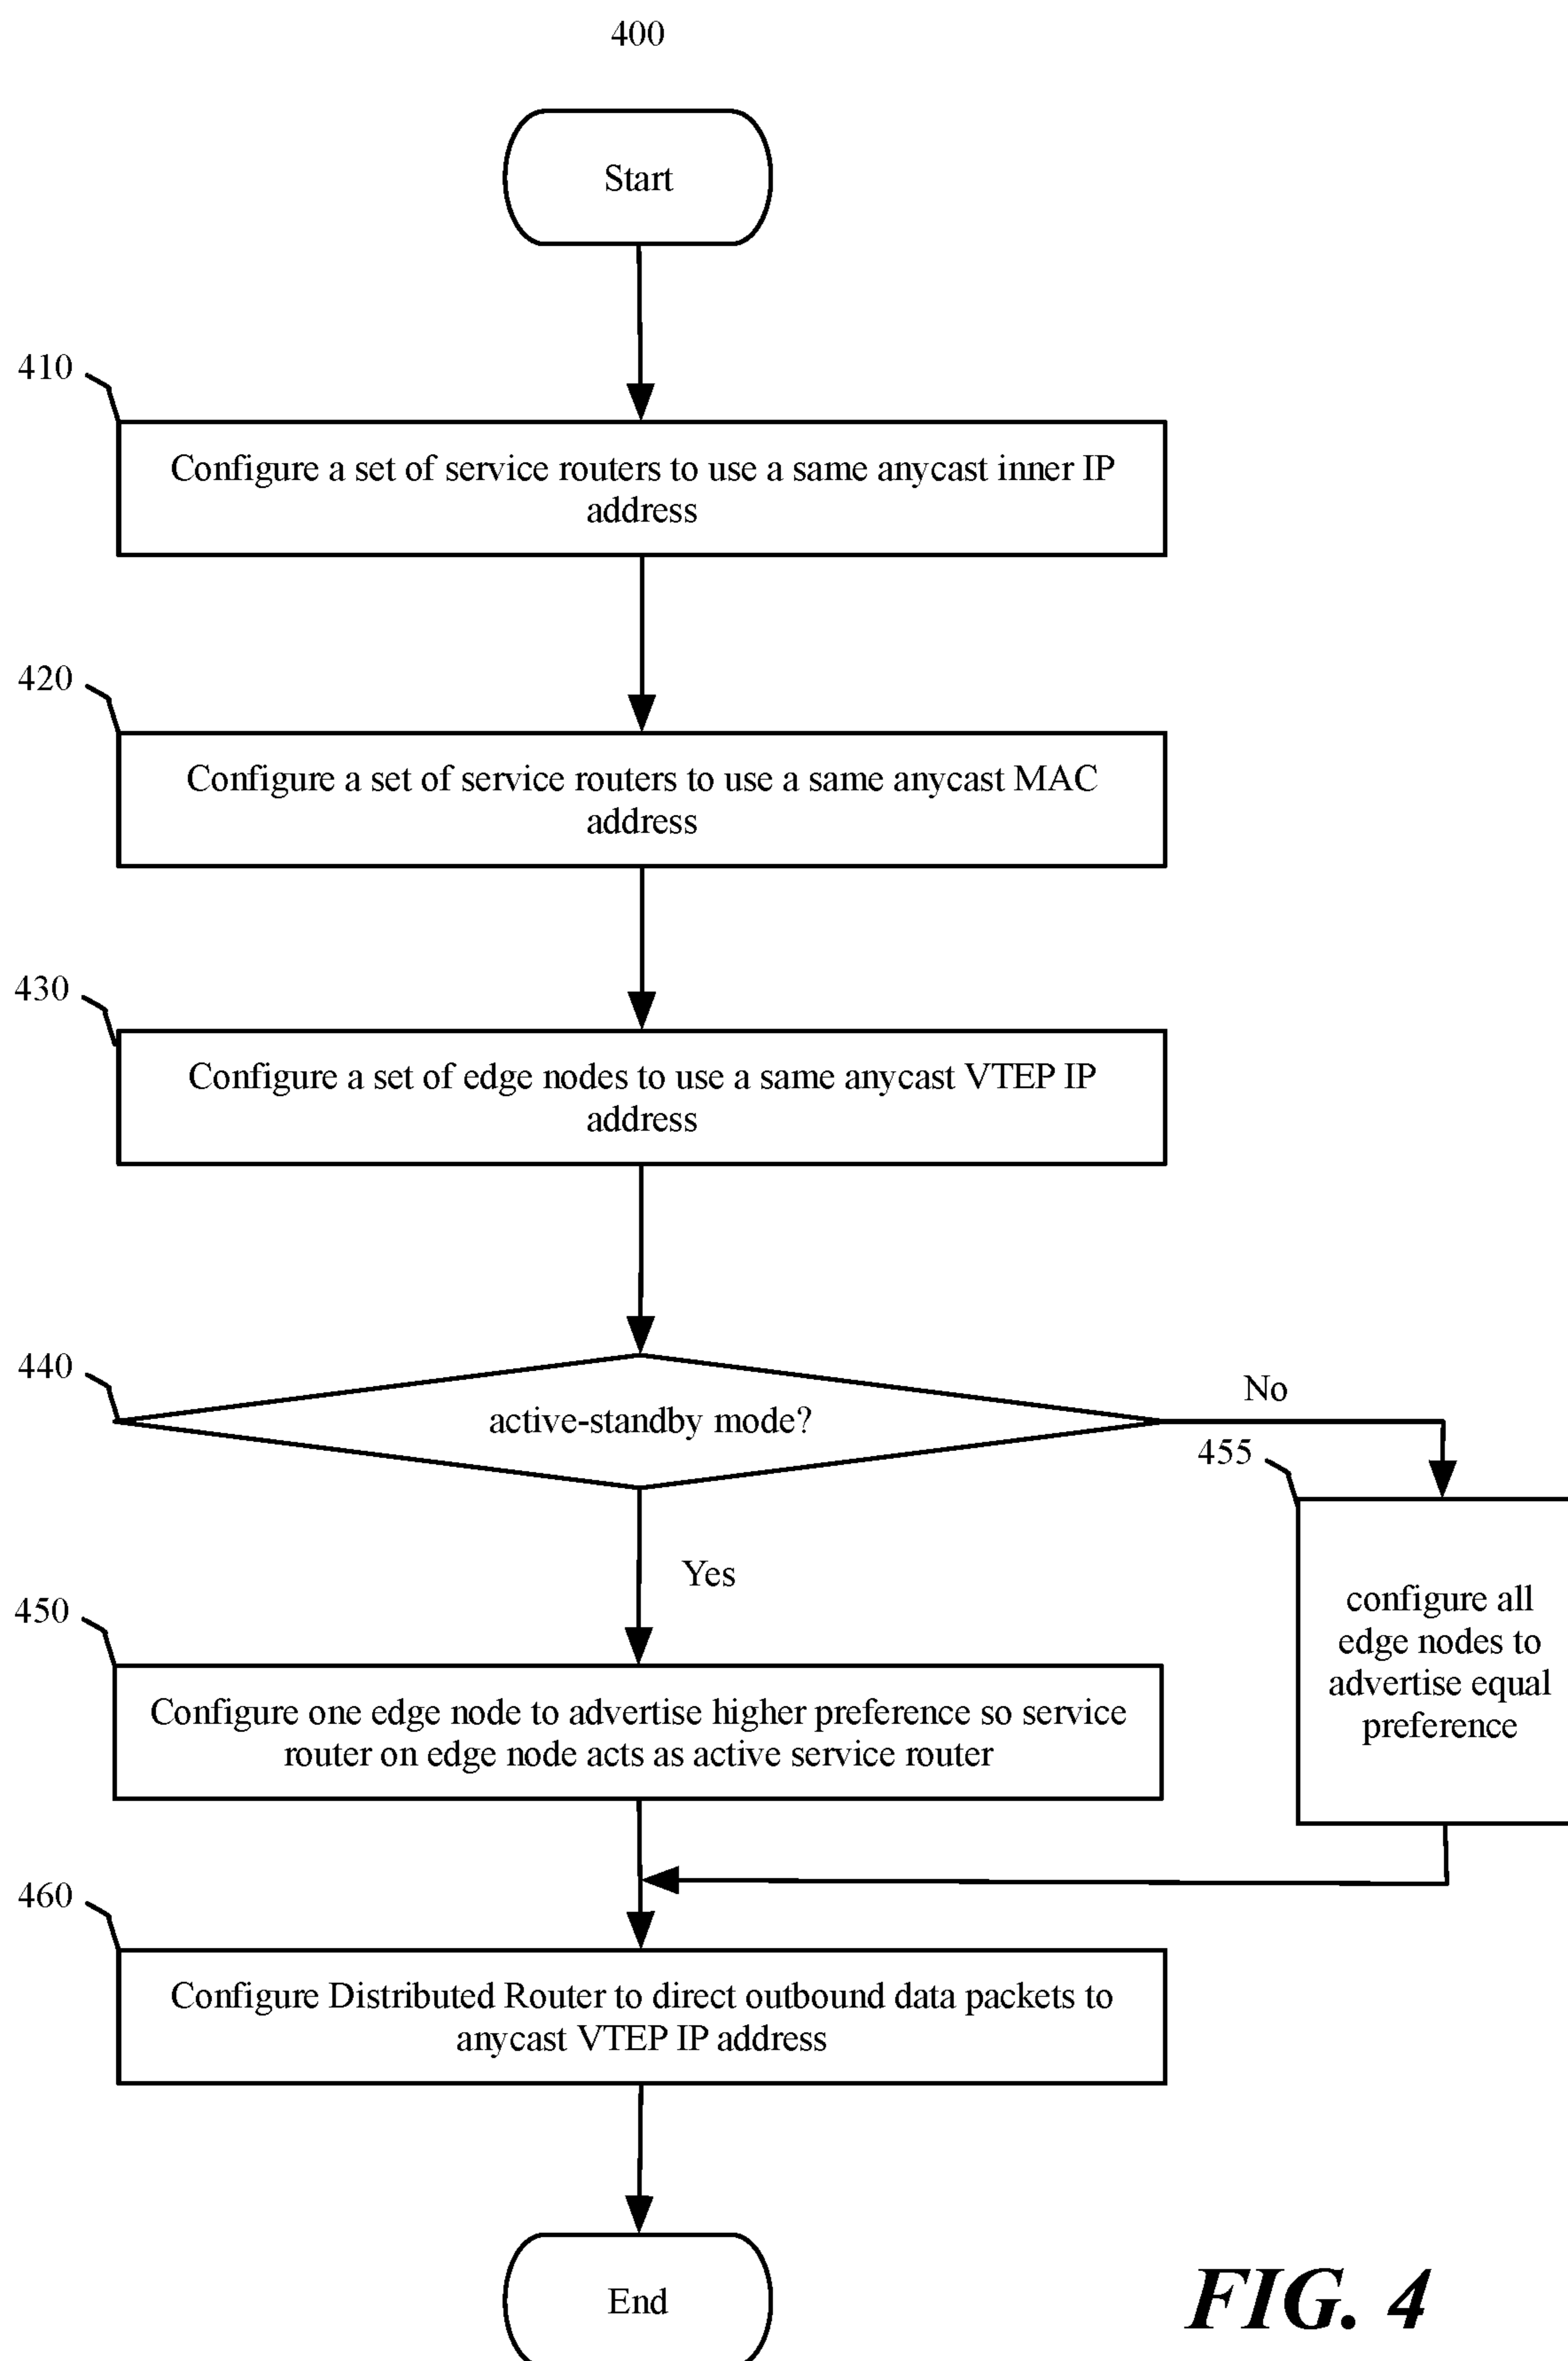 400
Start
410
Configure a set of service routers to use a same anycast inner IP
address
420
Configure a set of service routers to use a same anycast MAC
address
430
Configure a set of edge nodes to use a same anycast VTEP IP
address
440
active-standby mode?
No
455
configure all
edge nodes to
advertise equal
preference
Yes
450
Configure one edge node to advertise higher preference so service
router on edge node acts as active service router
460
Configure Distributed Router to direct outbound data packets to
anycast VTEP IP address
End
FIG. 4